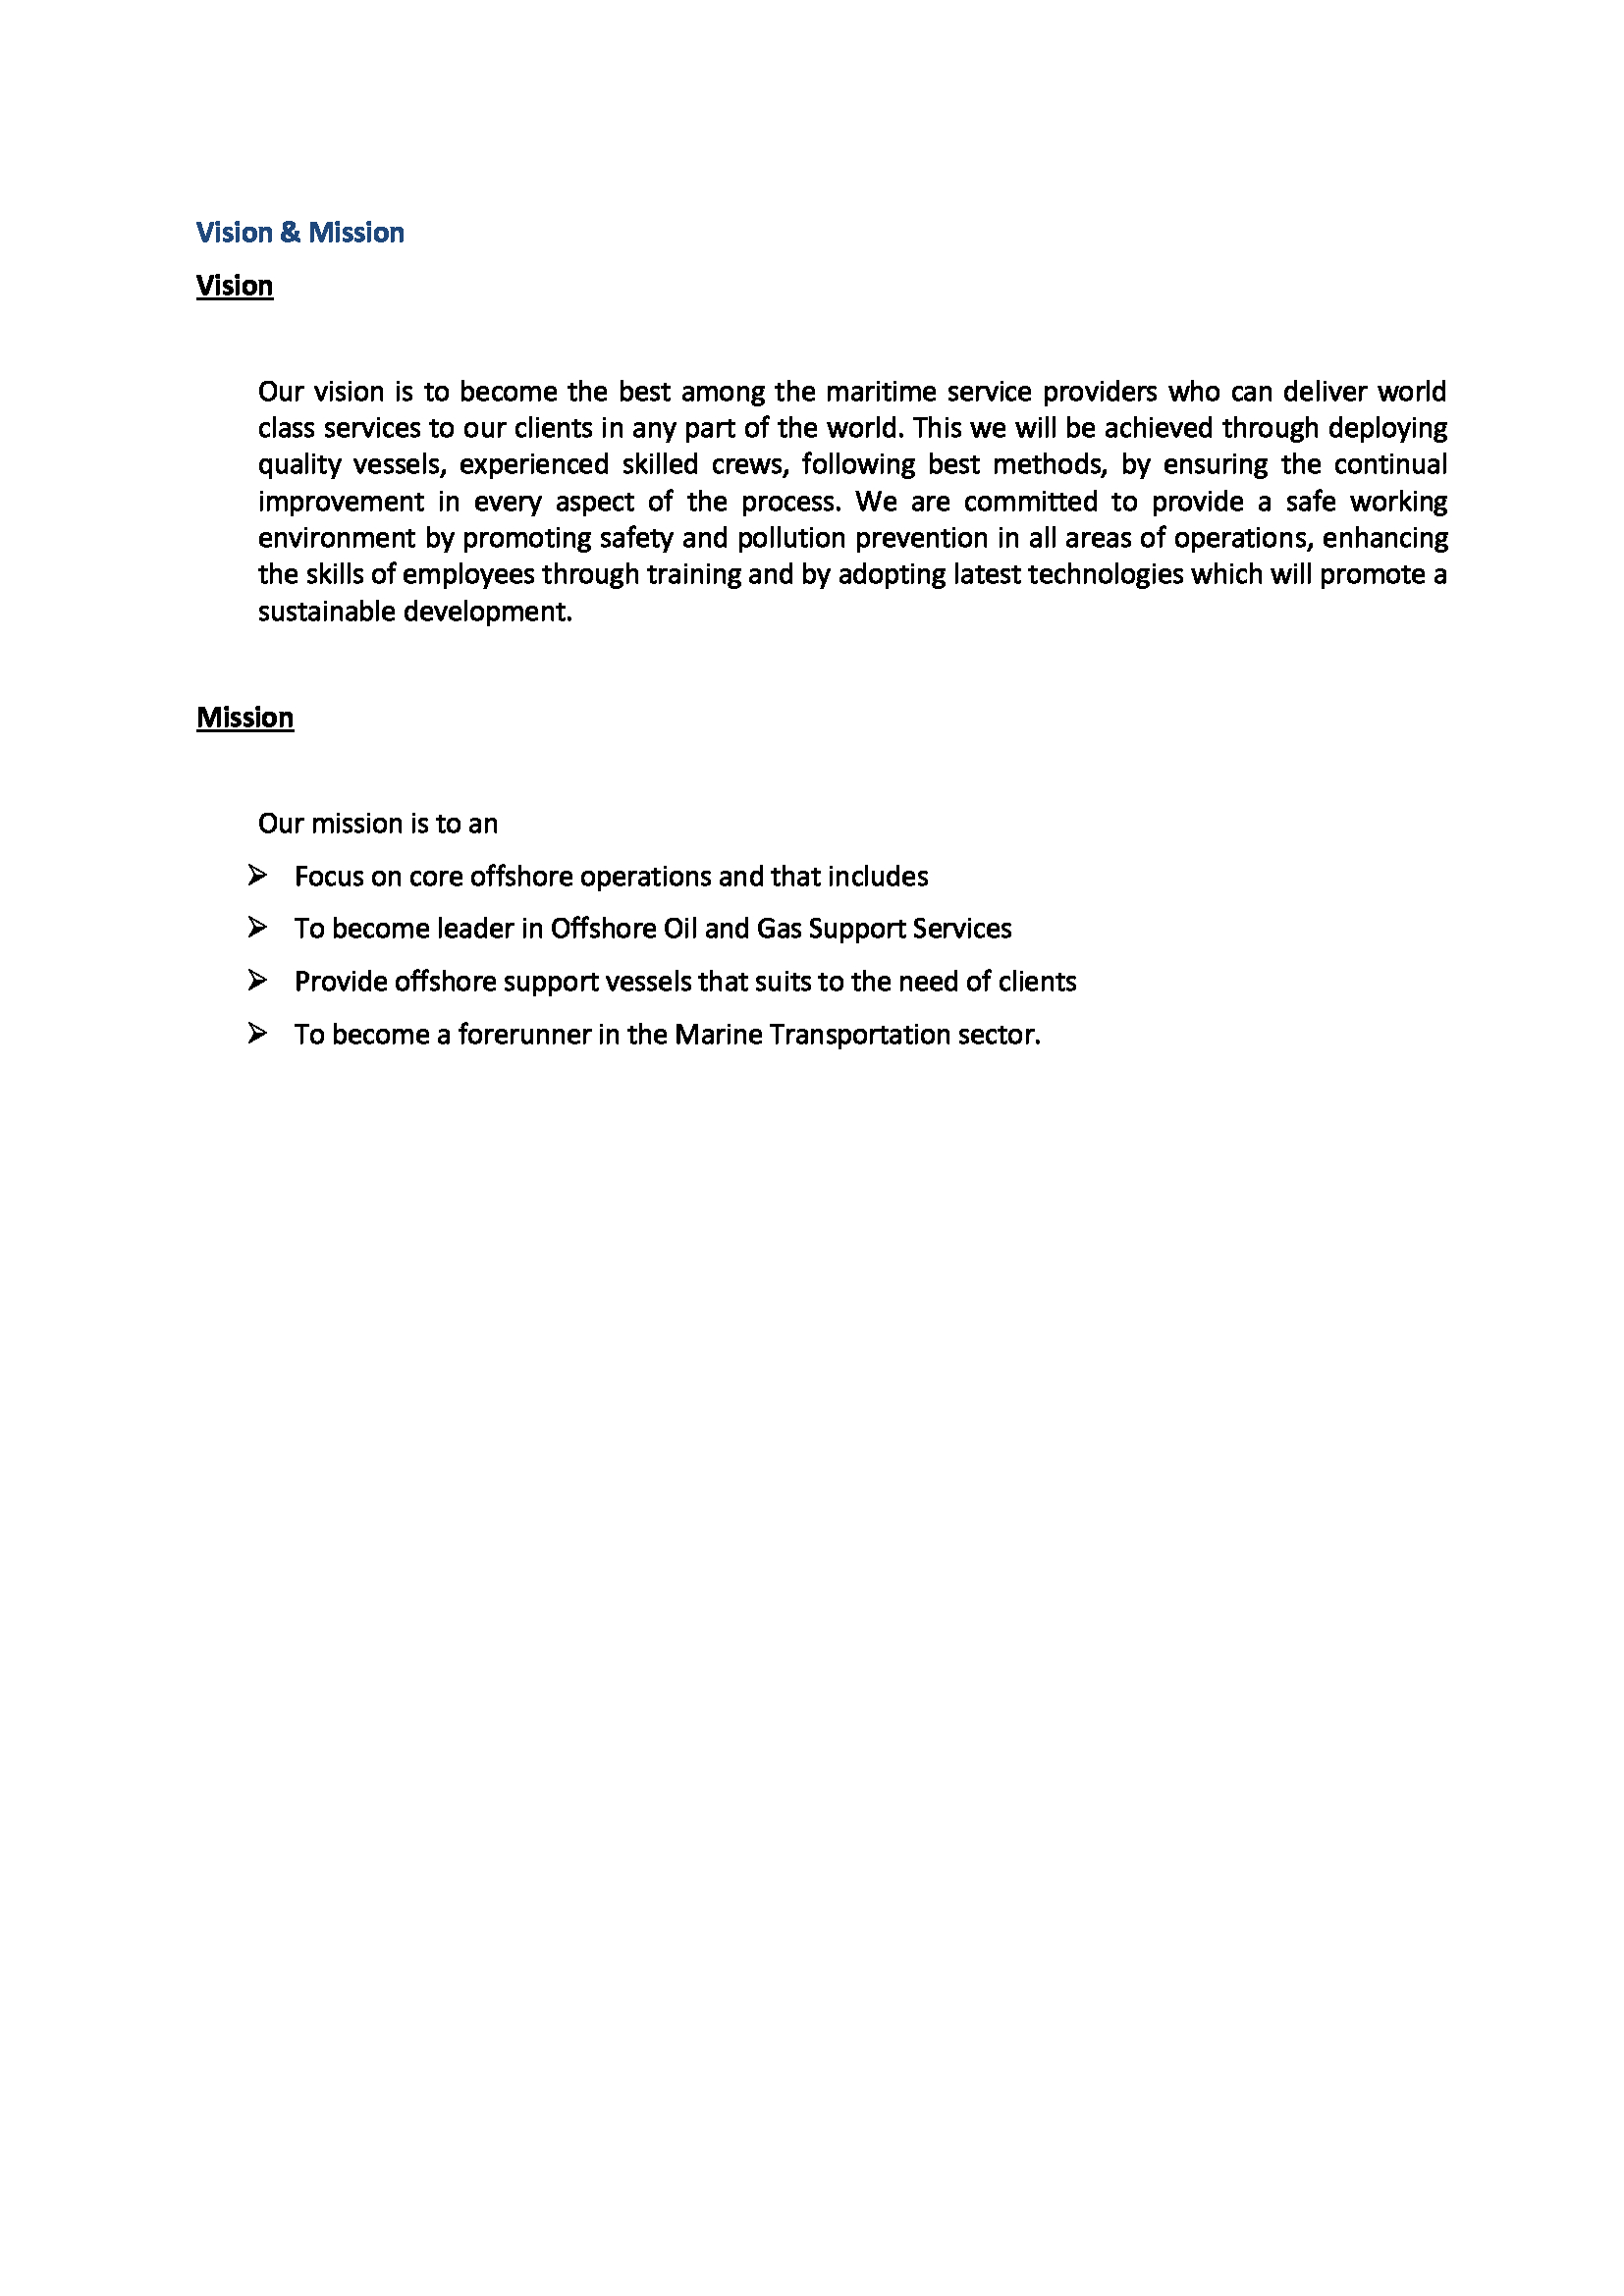 Vision & Mission
Vision
Our vision is to become the best among the maritime service providers who can deliver world
class services to our clients in any part of the world. This we will be achieved through deploying
quality vessels, experienced skilled crews, following best methods, by ensuring the continual
improvement in every aspect of the process. We are committed to provide a safe working
environment by promoting safety and pollution prevention in all areas of operations, enhancing
the skills of employees through training and by adopting latest technologies which will promote a
sustainable development.
Mission
Our mission is to an
➢ Focus on core offshore operations and that includes
➢ To become leader in Offshore Oil and Gas Support Services
➢ Provide offshore support vessels that suits to the need of clients
➢ To become a forerunner in the Marine Transportation sector.